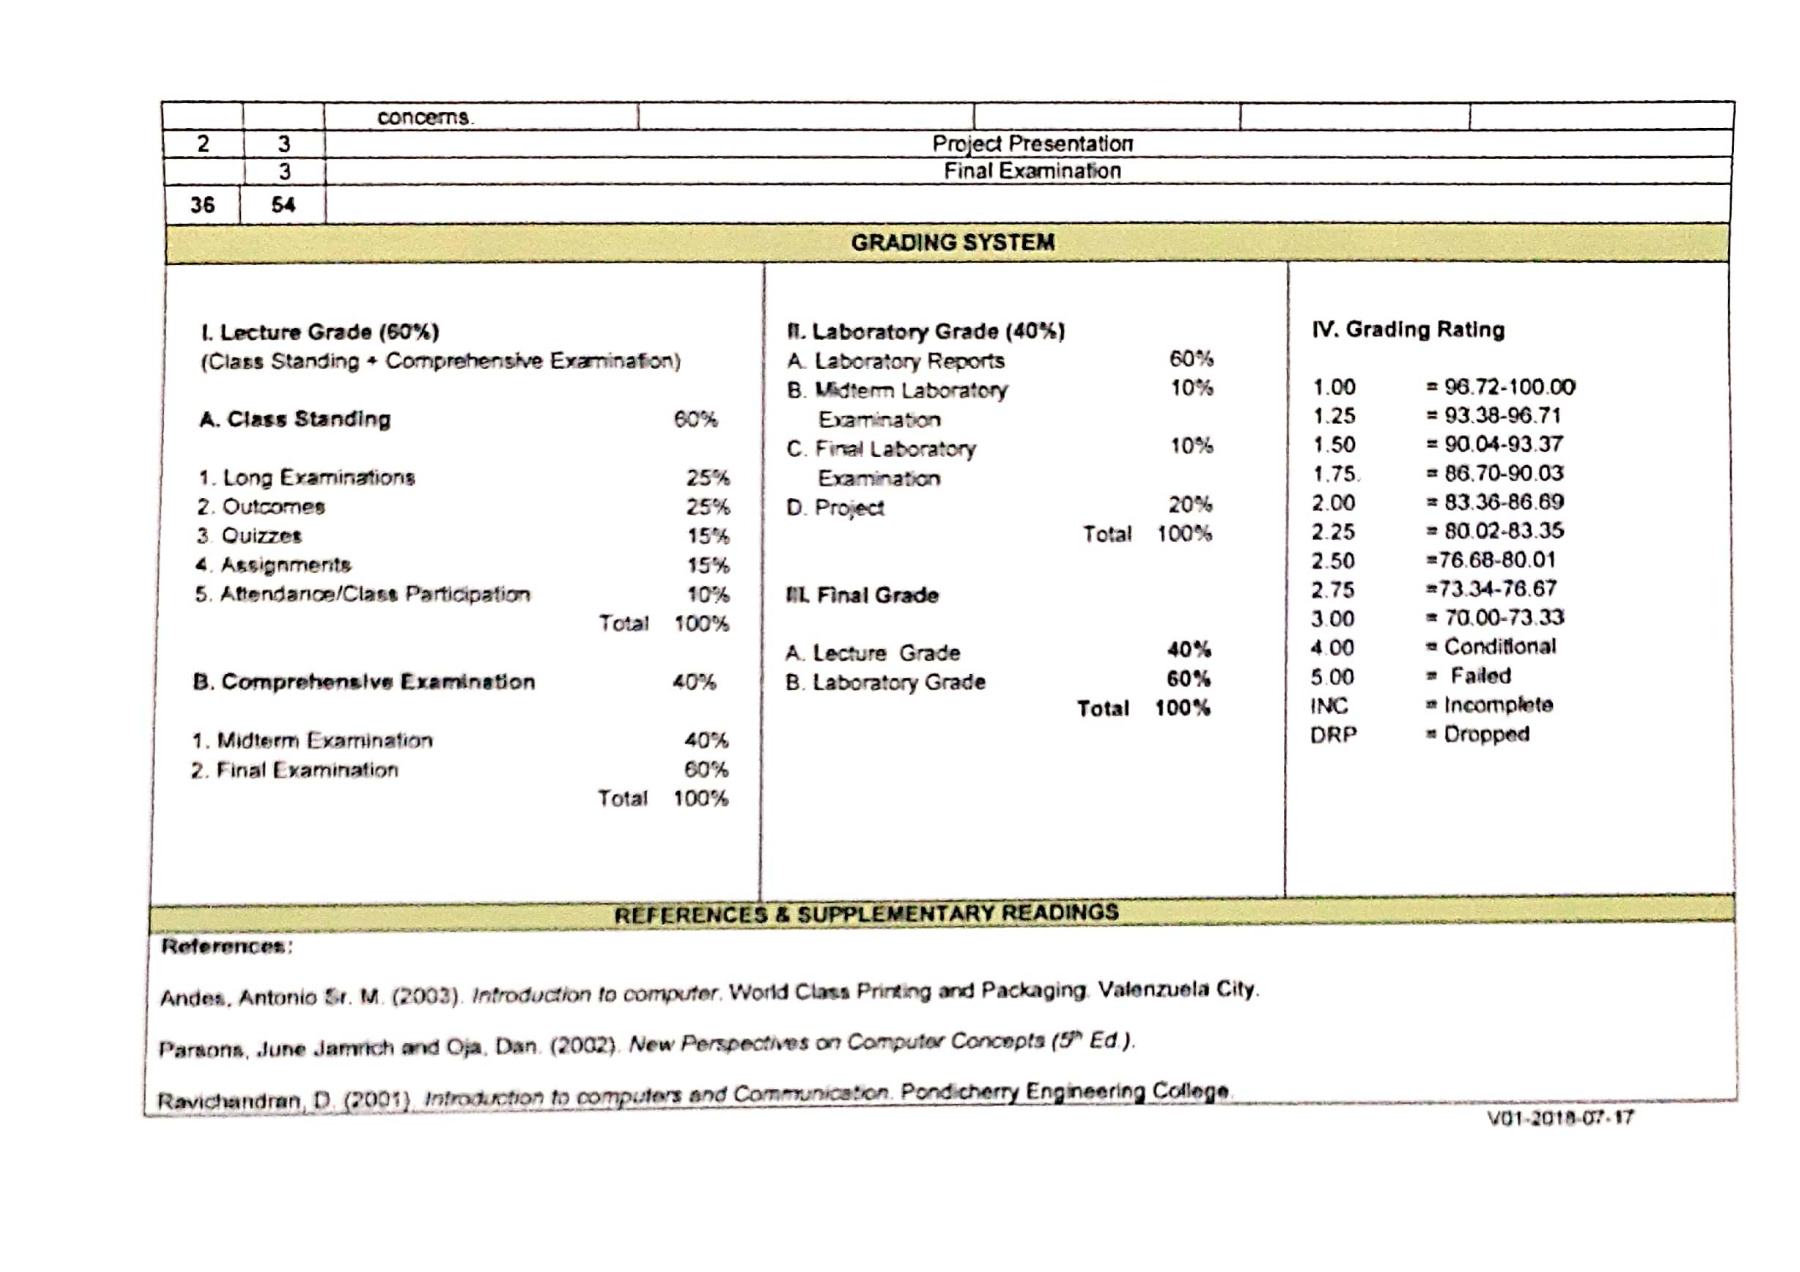 concerns.
2 3 Project Presentation
3 Final Examination
36 54
GRADING SYSTEM
I. Lecture Grade (60%)
(Class Standing + Comprehensive Examination)
A. Class Standing 60%
1. Long Examinations 25%
2. Outcomes 25%
3. Quizzes 15%
4. Assignments 15%
5. Attendance/Class Participation 10%
Total 100%
B. Comprehensive Examination 40%
1. Midterm Examination 40%
2. Final Examination 60%
Total 100%
II. Laboratory Grade (40%)
A. Laboratory Reports 60%
B. Midterm Laboratory 10%
Examination
C. Final Laboratory 10%
Examination
D. Project 20%
Total 100%
III. Final Grade
A. Lecture Grade 40%
B. Laboratory Grade 60%
Total 100%
IV. Grading Rating
1.00 = 96.72-100.00
1.25 = 93.38-96.71
1.50 = 90.04-93.37
1.75. = 86.70-90.03
2.00 = 83.36-86.69
2.25 = 80.02-83.35
2.50 =76.68-80.01
2.75 =73.34-76.67
3.00 = 70.00-73.33
4.00 = Conditional
5.00 = Failed
INC = Incomplete
DRP = Dropped
REFERENCES & SUPPLEMENTARY READINGS
References:
Andes, Antonio Sr. M. (2003). Introduction to computer. World Class Printing and Packaging. Valenzuela City.
Parsons, June Jamrich and Oja, Dan. (2002). New Perspectives on Computer Concepts (5th Ed.).
Ravichandran, D. (2001). Introduction to computers and Communication. Pondicherry Engineering College.
V01-2018-07-17